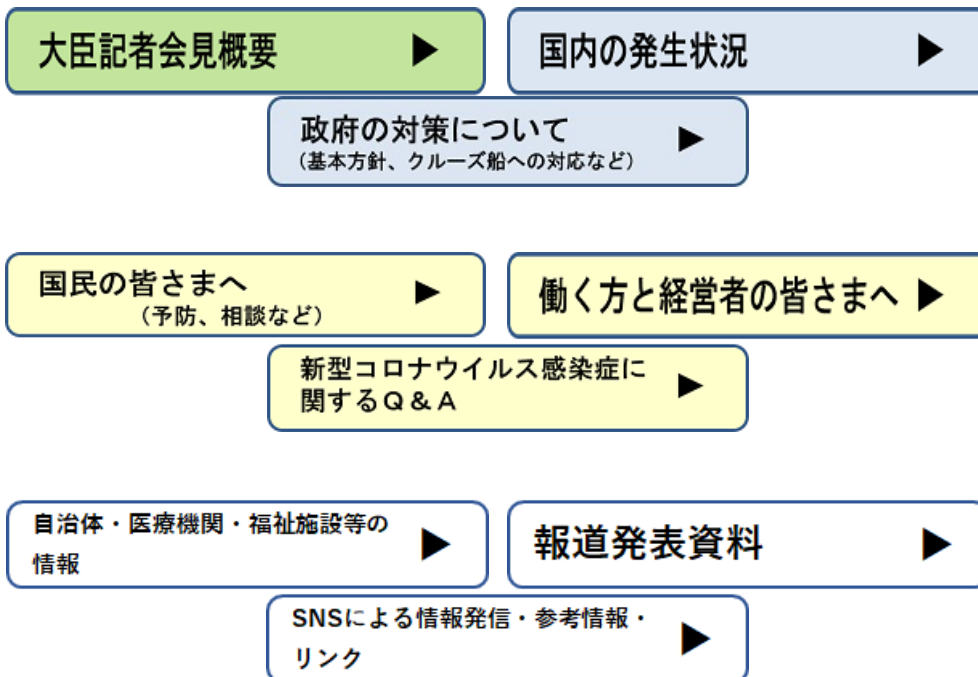 大臣記者会見概要 ▶
国内の発生状況 ▶
政府の対策について ▶
（基本方針、クルーズ船への対応など）
国民の皆さまへ ▶
（予防、相談など）
働く方と経営者の皆さまへ ▶
新型コロナウイルス感染症に ▶
関するＱ＆Ａ
自治体・医療機関・福祉施設等の ▶
情報
報道発表資料 ▶
SNSによる情報発信・参考情報・ ▶
リンク